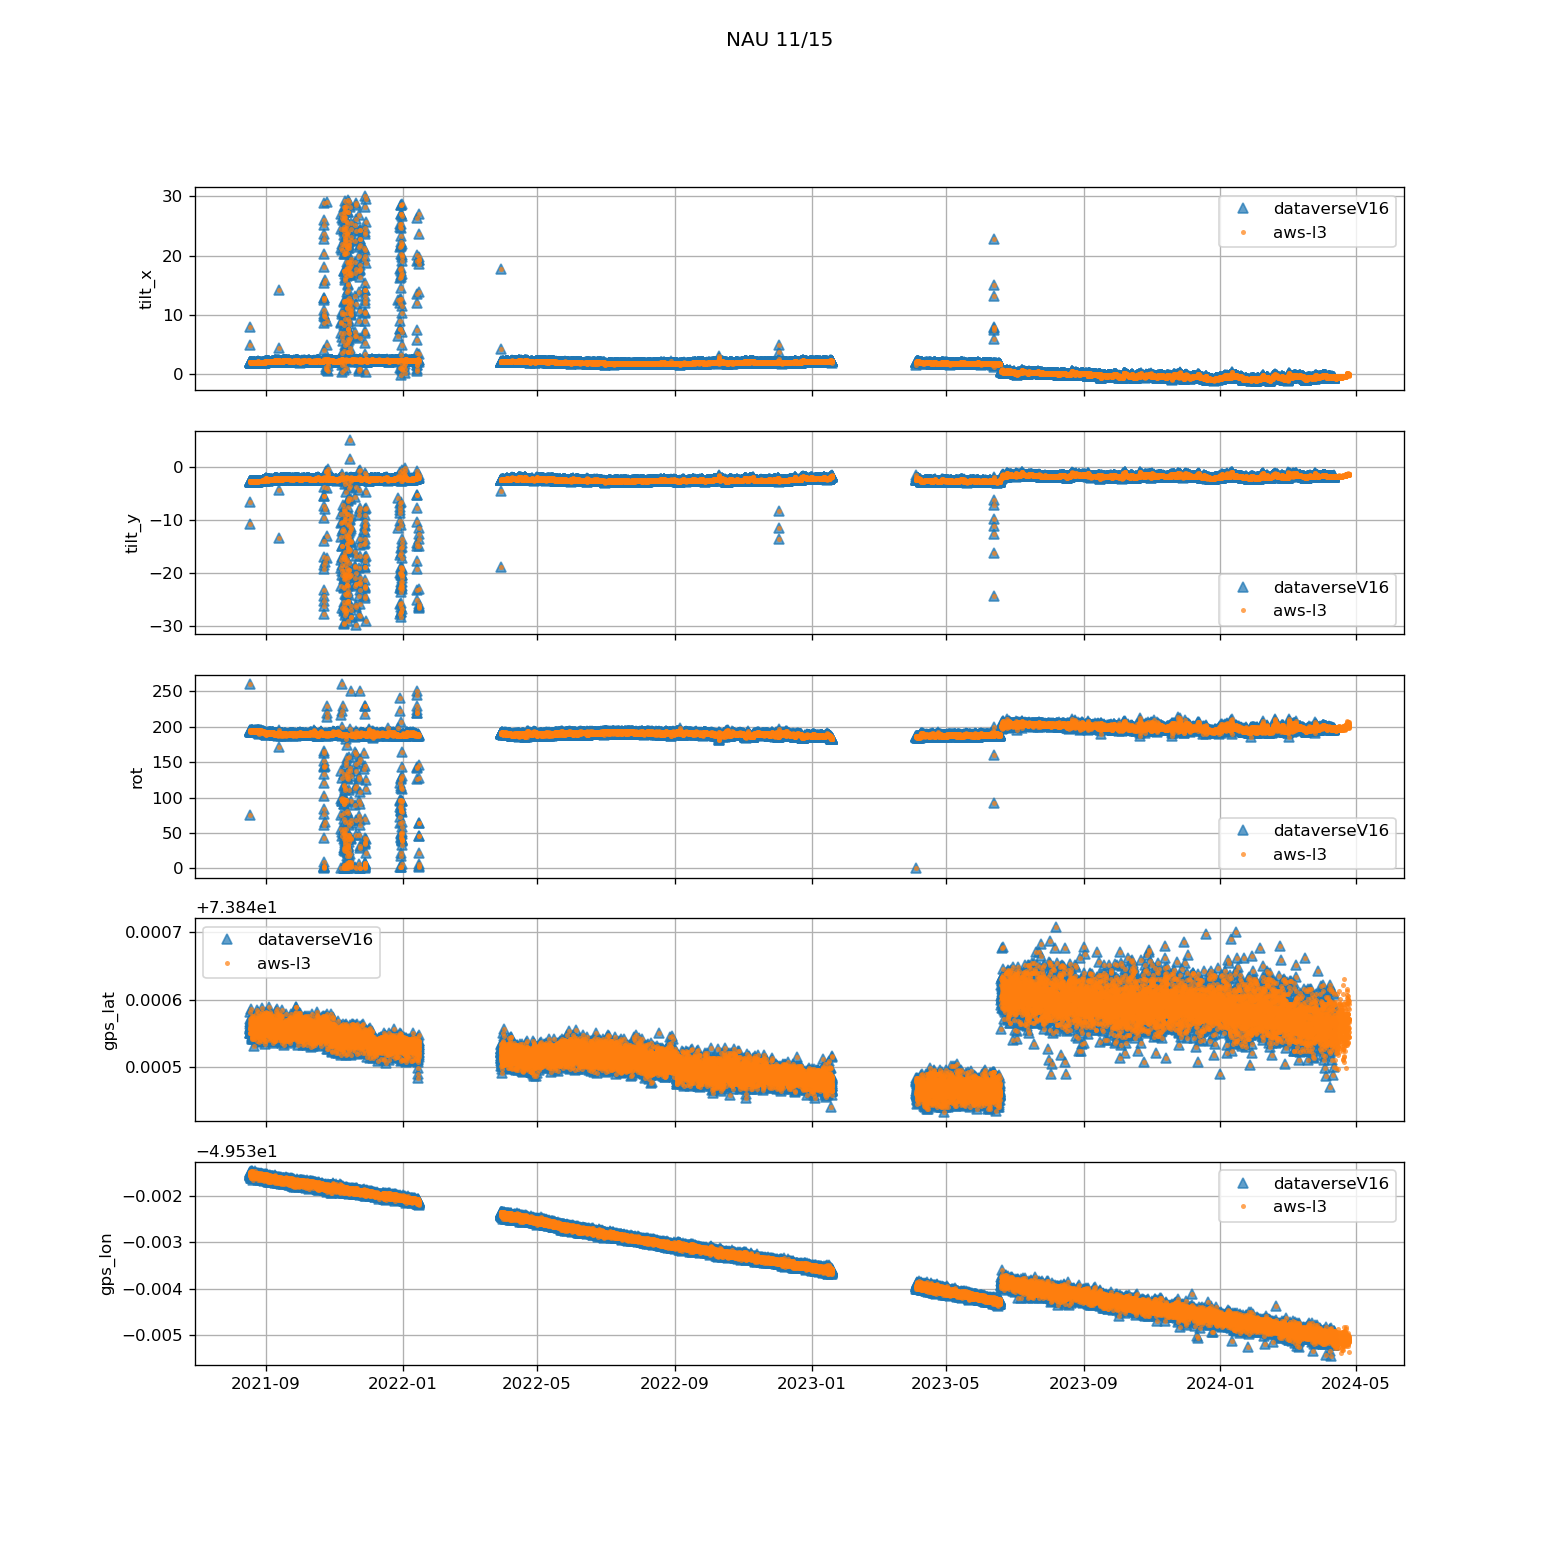 NAU 11/15
30
20
10
0
tilt_x
dataverseV16
aws-l3
0
−10
−20
−30
tilt_y
dataverseV16
aws-l3
250
200
150
100
50
0
rot
dataverseV16
aws-l3
+7.384e1
0.0007
0.0006
0.0005
gps_lat
dataverseV16
aws-l3
−4.953e1
−0.002
−0.003
−0.004
−0.005
gps_lon
dataverseV16
aws-l3
2021-09 2022-01 2022-05 2022-09 2023-01 2023-05 2023-09 2024-01 2024-05